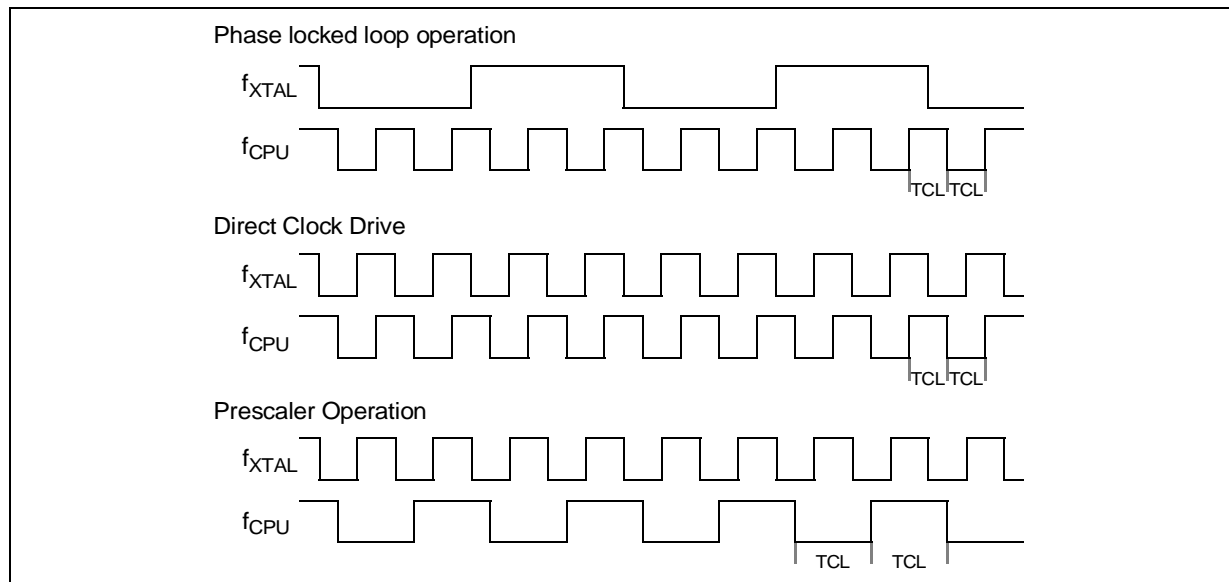 Phase locked loop operation
fXTAL
fCPU
TCL TCL
Direct Clock Drive
fXTAL
fCPU
TCL TCL
Prescaler Operation
fXTAL
fCPU
TCL TCL